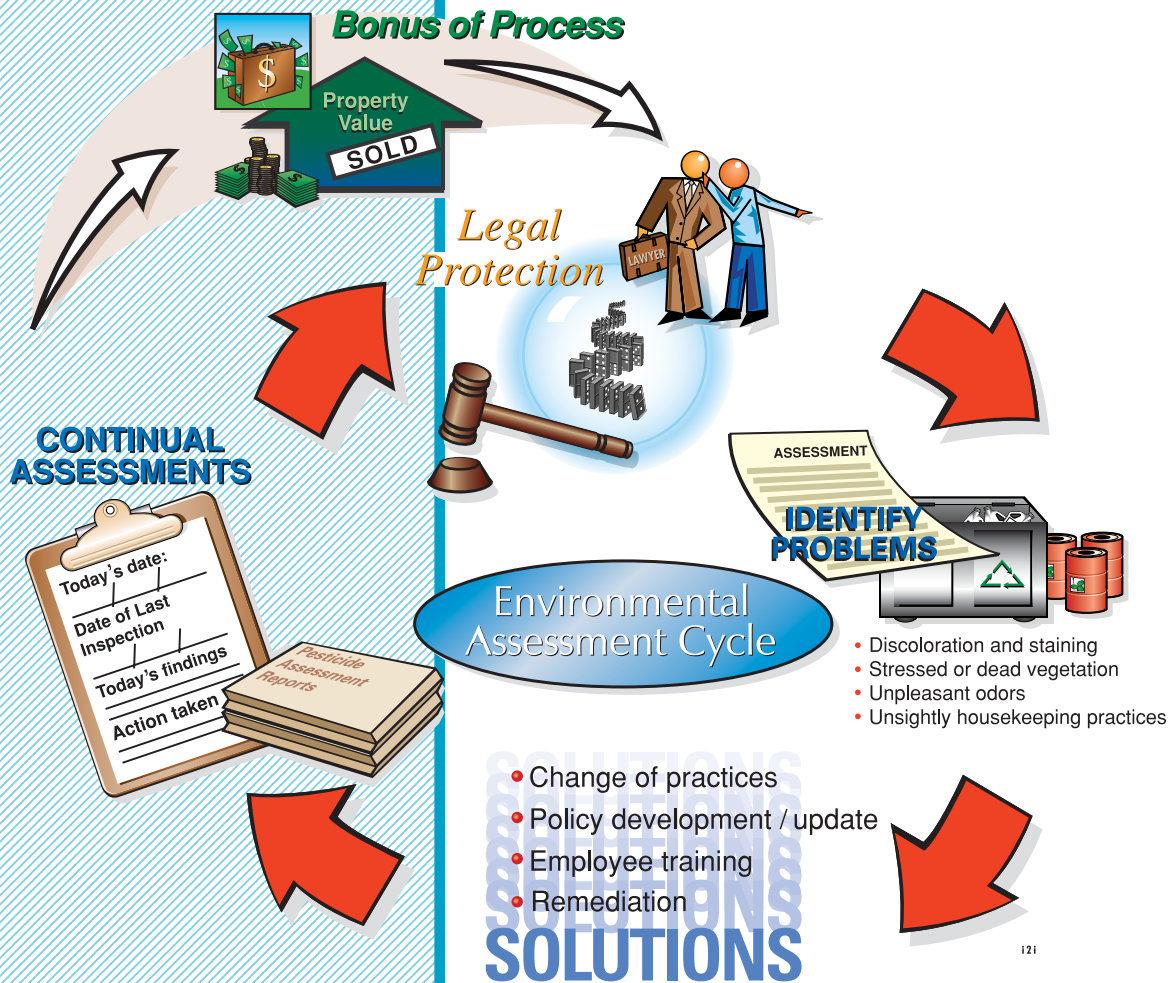 Bonus of Process
$
Property
Value
SOLD
$
$
Legal
Protection
LAWYER
CONTINUAL
ASSESSMENTS
Today's date:
Date of Last
Inspection
Today's findings
Action taken
Pesticide
Assessment
Reports
ASSESSMENT
IDENTIFY
PROBLEMS
Environmental
Assessment Cycle
• Discoloration and staining
• Stressed or dead vegetation
• Unpleasant odors
• Unsightly housekeeping practices
• Change of practices
• Policy development / update
• Employee training
• Remediation
SOLUTIONS
i2i